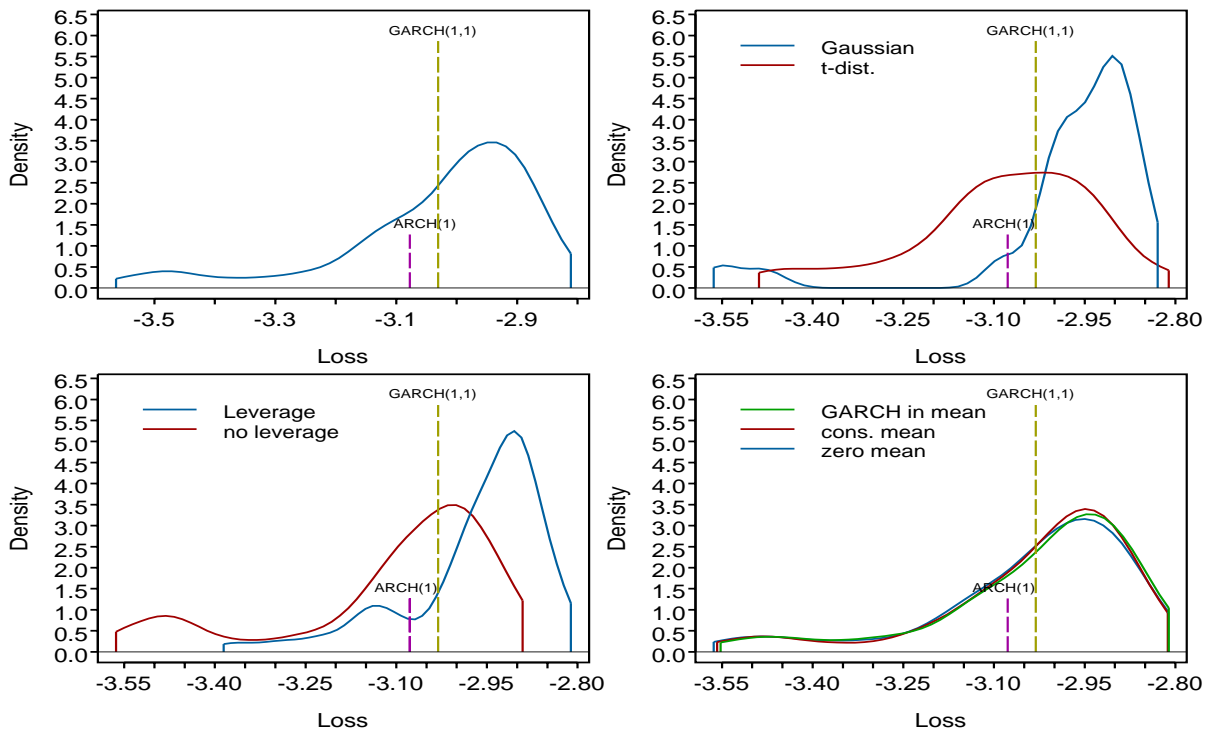 6.5
6.0
5.5
5.0
4.5
4.0
3.5
3.0
2.5
2.0
1.5
1.0
0.5
0.0
Density
GARCH(1,1)
ARCH(1)
-3.5 -3.3 -3.1 -2.9
Loss
6.5
6.0
5.5
5.0
4.5
4.0
3.5
3.0
2.5
2.0
1.5
1.0
0.5
0.0
Density
GARCH(1,1)
Gaussian
t-dist.
ARCH(1)
-3.55 -3.40 -3.25 -3.10 -2.95 -2.80
Loss
6.5
6.0
5.5
5.0
4.5
4.0
3.5
3.0
2.5
2.0
1.5
1.0
0.5
0.0
Density
GARCH(1,1)
Leverage
no leverage
ARCH(1)
-3.55 -3.40 -3.25 -3.10 -2.95 -2.80
Loss
6.5
6.0
5.5
5.0
4.5
4.0
3.5
3.0
2.5
2.0
1.5
1.0
0.5
0.0
Density
GARCH(1,1)
GARCH in mean
cons. mean
zero mean
ARCH(1)
-3.55 -3.40 -3.25 -3.10 -2.95 -2.80
Loss